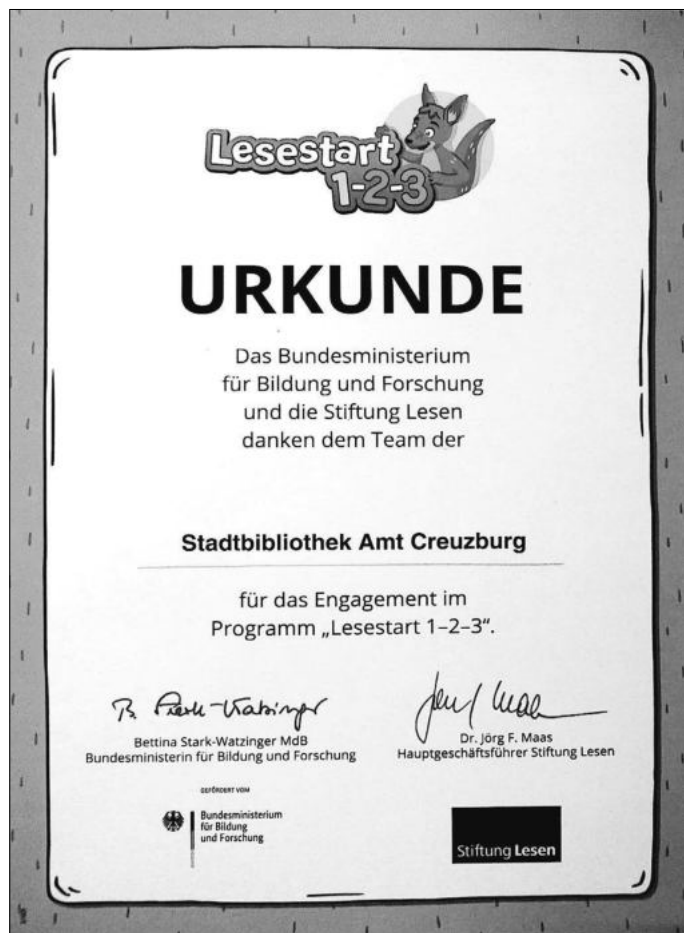 Lesestart
1-2-3
URKUNDE
Das Bundesministerium
für Bildung und Forschung
und die Stiftung Lesen
danken dem Team der
Stadtbibliothek Amt Creuzburg
für das Engagement im
Programm „Lesestart 1–2–3“.
B. Stark-Watzinger
Bettina Stark-Watzinger MdB
Bundesministerin für Bildung und Forschung
Jörg Maas
Dr. Jörg F. Maas
Hauptgeschäftsführer Stiftung Lesen
GEFÖRDERT VOM
Bundesministerium
für Bildung
und Forschung
Stiftung Lesen